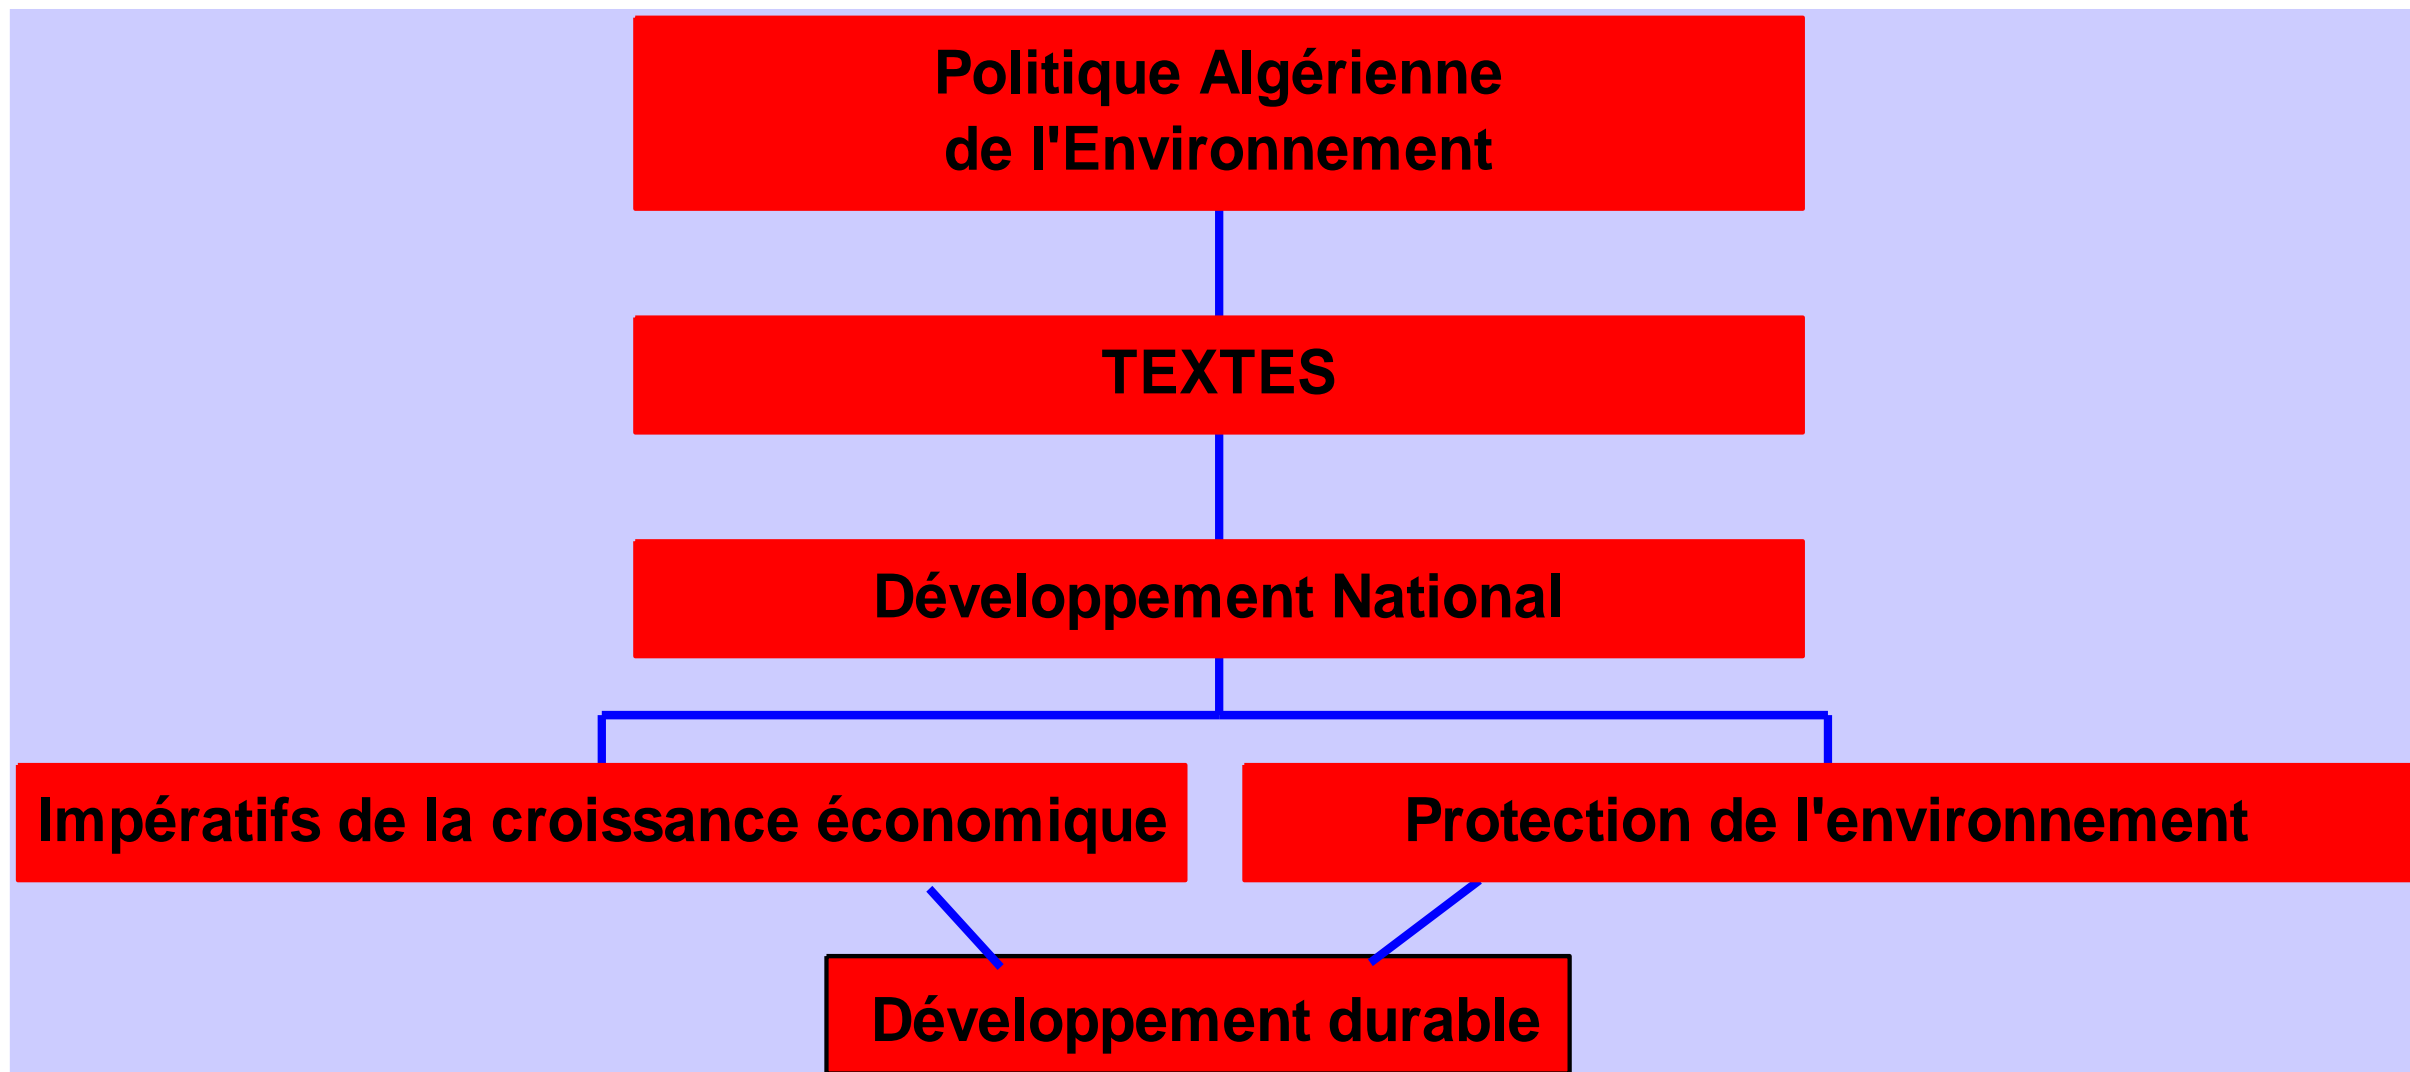 Politique Algérienne
de l'Environnement
TEXTES
Développement National
Impératifs de la croissance économique
Protection de l'environnement
Développement durable